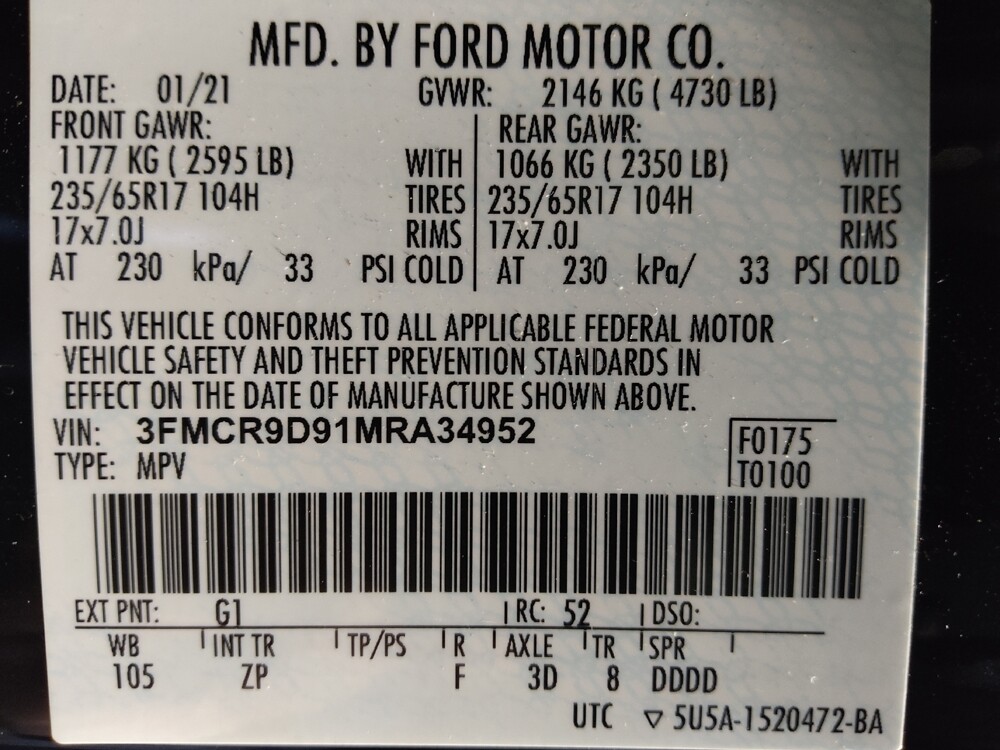 MFD. BY FORD MOTOR CO.
DATE: 01/21 GVWR: 2146 KG ( 4730 LB)
FRONT GAWR: REAR GAWR:
1177 KG ( 2595 LB) WITH 1066 KG ( 2350 LB) WITH
235/65R17 104H TIRES 235/65R17 104H TIRES
17x7.0J RIMS 17x7.0J RIMS
AT 230 kPa/ 33 PSI COLD AT 230 kPa/ 33 PSI COLD
THIS VEHICLE CONFORMS TO ALL APPLICABLE FEDERAL MOTOR
VEHICLE SAFETY AND THEFT PREVENTION STANDARDS IN
EFFECT ON THE DATE OF MANUFACTURE SHOWN ABOVE.
VIN: 3FMCR9D91MRA34952 F0175
TYPE: MPV T0100
EXT PNT: G1 RC: 52 DSO:
WB INT TR TP/PS R AXLE TR SPR
105 ZP F 3D 8 DDDD
UTC ▽ 5U5A-1520472-BA